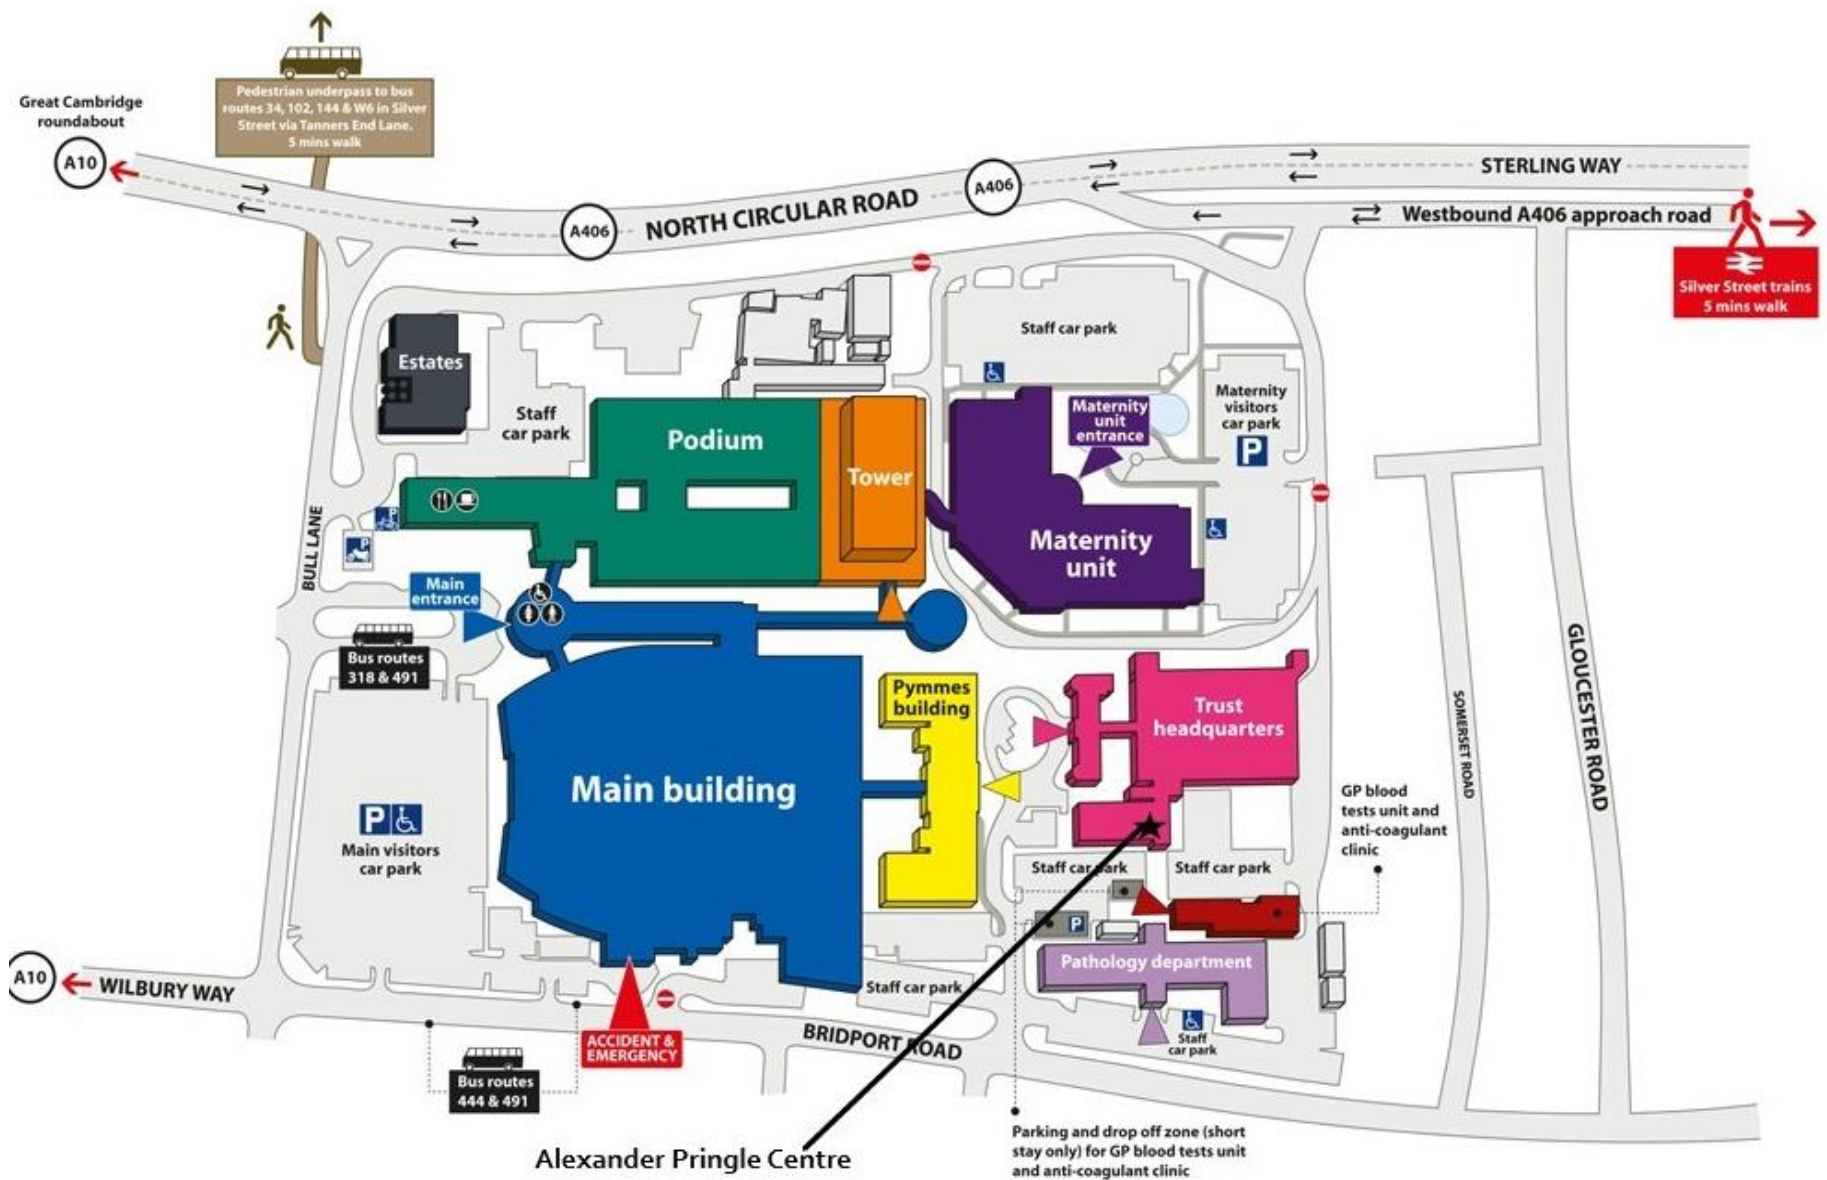 Great Cambridge
roundabout
A10
Pedestrian underpass to bus
routes 34, 102, 144 & W6 in Silver
Street via Tanners End Lane.
5 mins walk
A406
NORTH CIRCULAR ROAD
A406
STERLING WAY
Westbound A406 approach road
Silver Street trains
5 mins walk
Estates
Staff
car park
Staff car park
Podium
Tower
Maternity
unit
entrance
Maternity
visitors
car park
P
Maternity
unit
BULL LANE
P
P
Main
entrance
Bus routes
318 & 491
Pymmes
building
Trust
headquarters
SOMERSET ROAD
GLOUCESTER ROAD
Main building
P
Main visitors
car park
GP blood
tests unit and
anti-coagulant
clinic
Staff car park
Staff car park
P
Pathology department
Staff car park
Staff
car park
A10
WILBURY WAY
ACCIDENT &
EMERGENCY
BRIDPORT ROAD
Bus routes
444 & 491
Alexander Pringle Centre
Parking and drop off zone (short
stay only) for GP blood tests unit
and anti-coagulant clinic